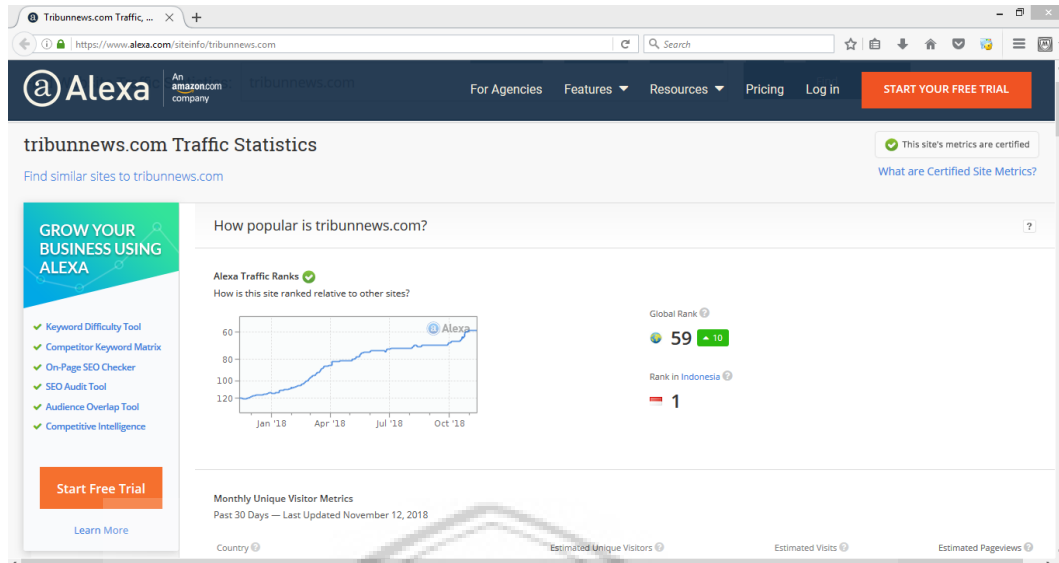 Tribunnews.com Traffic, ...
https://www.alexa.com/siteinfo/tribunnews.com
Search
Alexa
An
amazon.com
company
tribunnews.com
For Agencies
Features
Resources
Pricing
Log in
START YOUR FREE TRIAL
tribunnews.com Traffic Statistics
This site's metrics are certified
Find similar sites to tribunnews.com
What are Certified Site Metrics?
GROW YOUR
BUSINESS USING
ALEXA
Keyword Difficulty Tool
Competitor Keyword Matrix
On-Page SEO Checker
SEO Audit Tool
Audience Overlap Tool
Competitive Intelligence
Start Free Trial
Learn More
How popular is tribunnews.com?
?
Alexa Traffic Ranks
How is this site ranked relative to other sites?
Alexa
60
80
100
120
Jan '18 Apr '18 Jul '18 Oct '18
Global Rank ?
59 10
Rank in Indonesia ?
1
Monthly Unique Visitor Metrics
Past 30 Days — Last Updated November 12, 2018
Country ? Estimated Unique Visitors ? Estimated Visits ? Estimated Pageviews ?